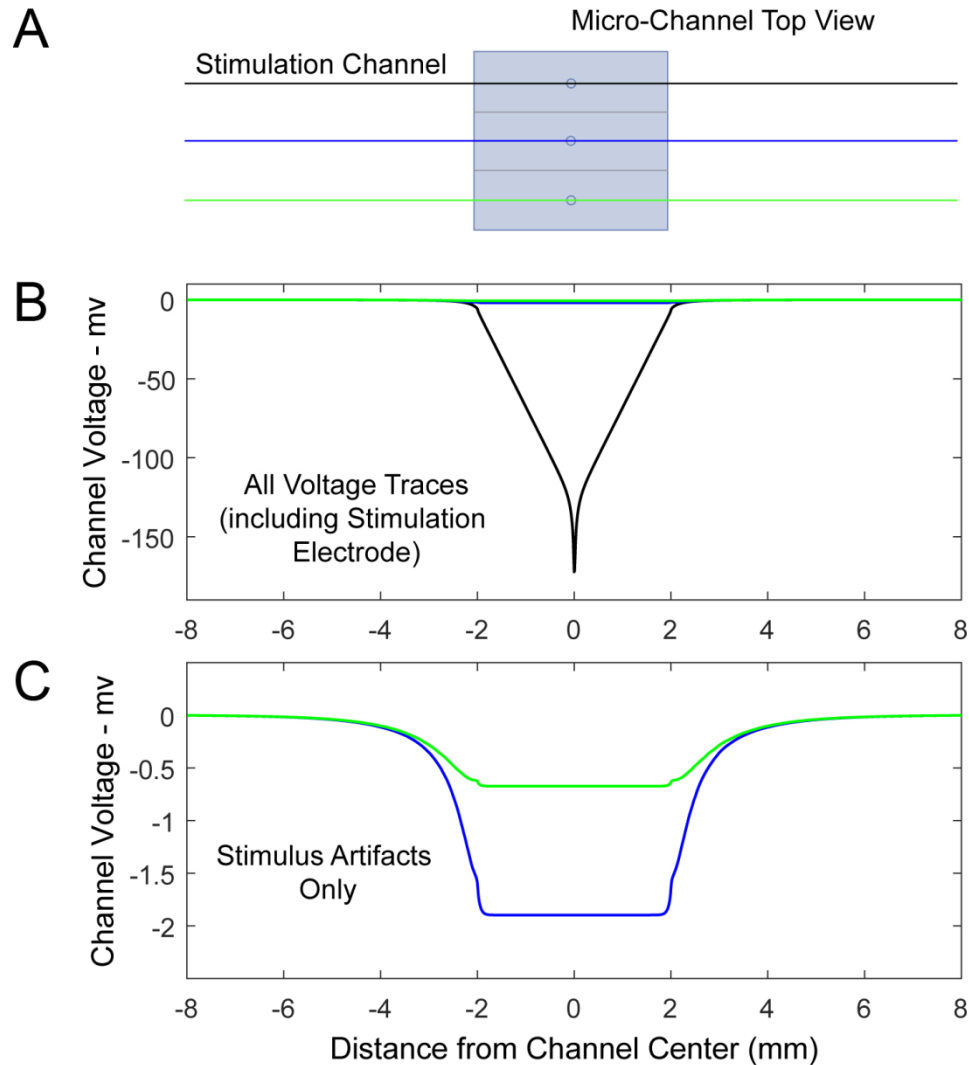 A
Micro-Channel Top View
Stimulation Channel
B
Channel Voltage - mv
0
-50
-100
-150
All Voltage Traces
(including Stimulation
Electrode)
-8
-6
-4
-2
0
2
4
6
8
C
Channel Voltage - mv
0
-0.5
-1
-1.5
-2
Stimulus Artifacts
Only
-8
-6
-4
-2
0
2
4
6
8
Distance from Channel Center (mm)